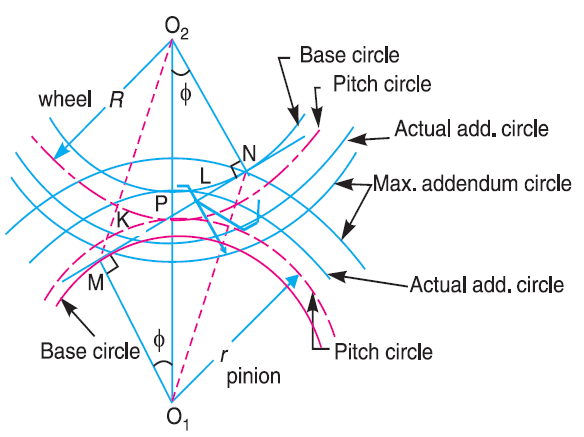 O2
Base circle
Pitch circle
wheel R
ϕ
Actual add. circle
N
L
Max. addendum circle
P
K
M
Actual add. circle
Base circle
ϕ
r
Pitch circle
pinion
O1